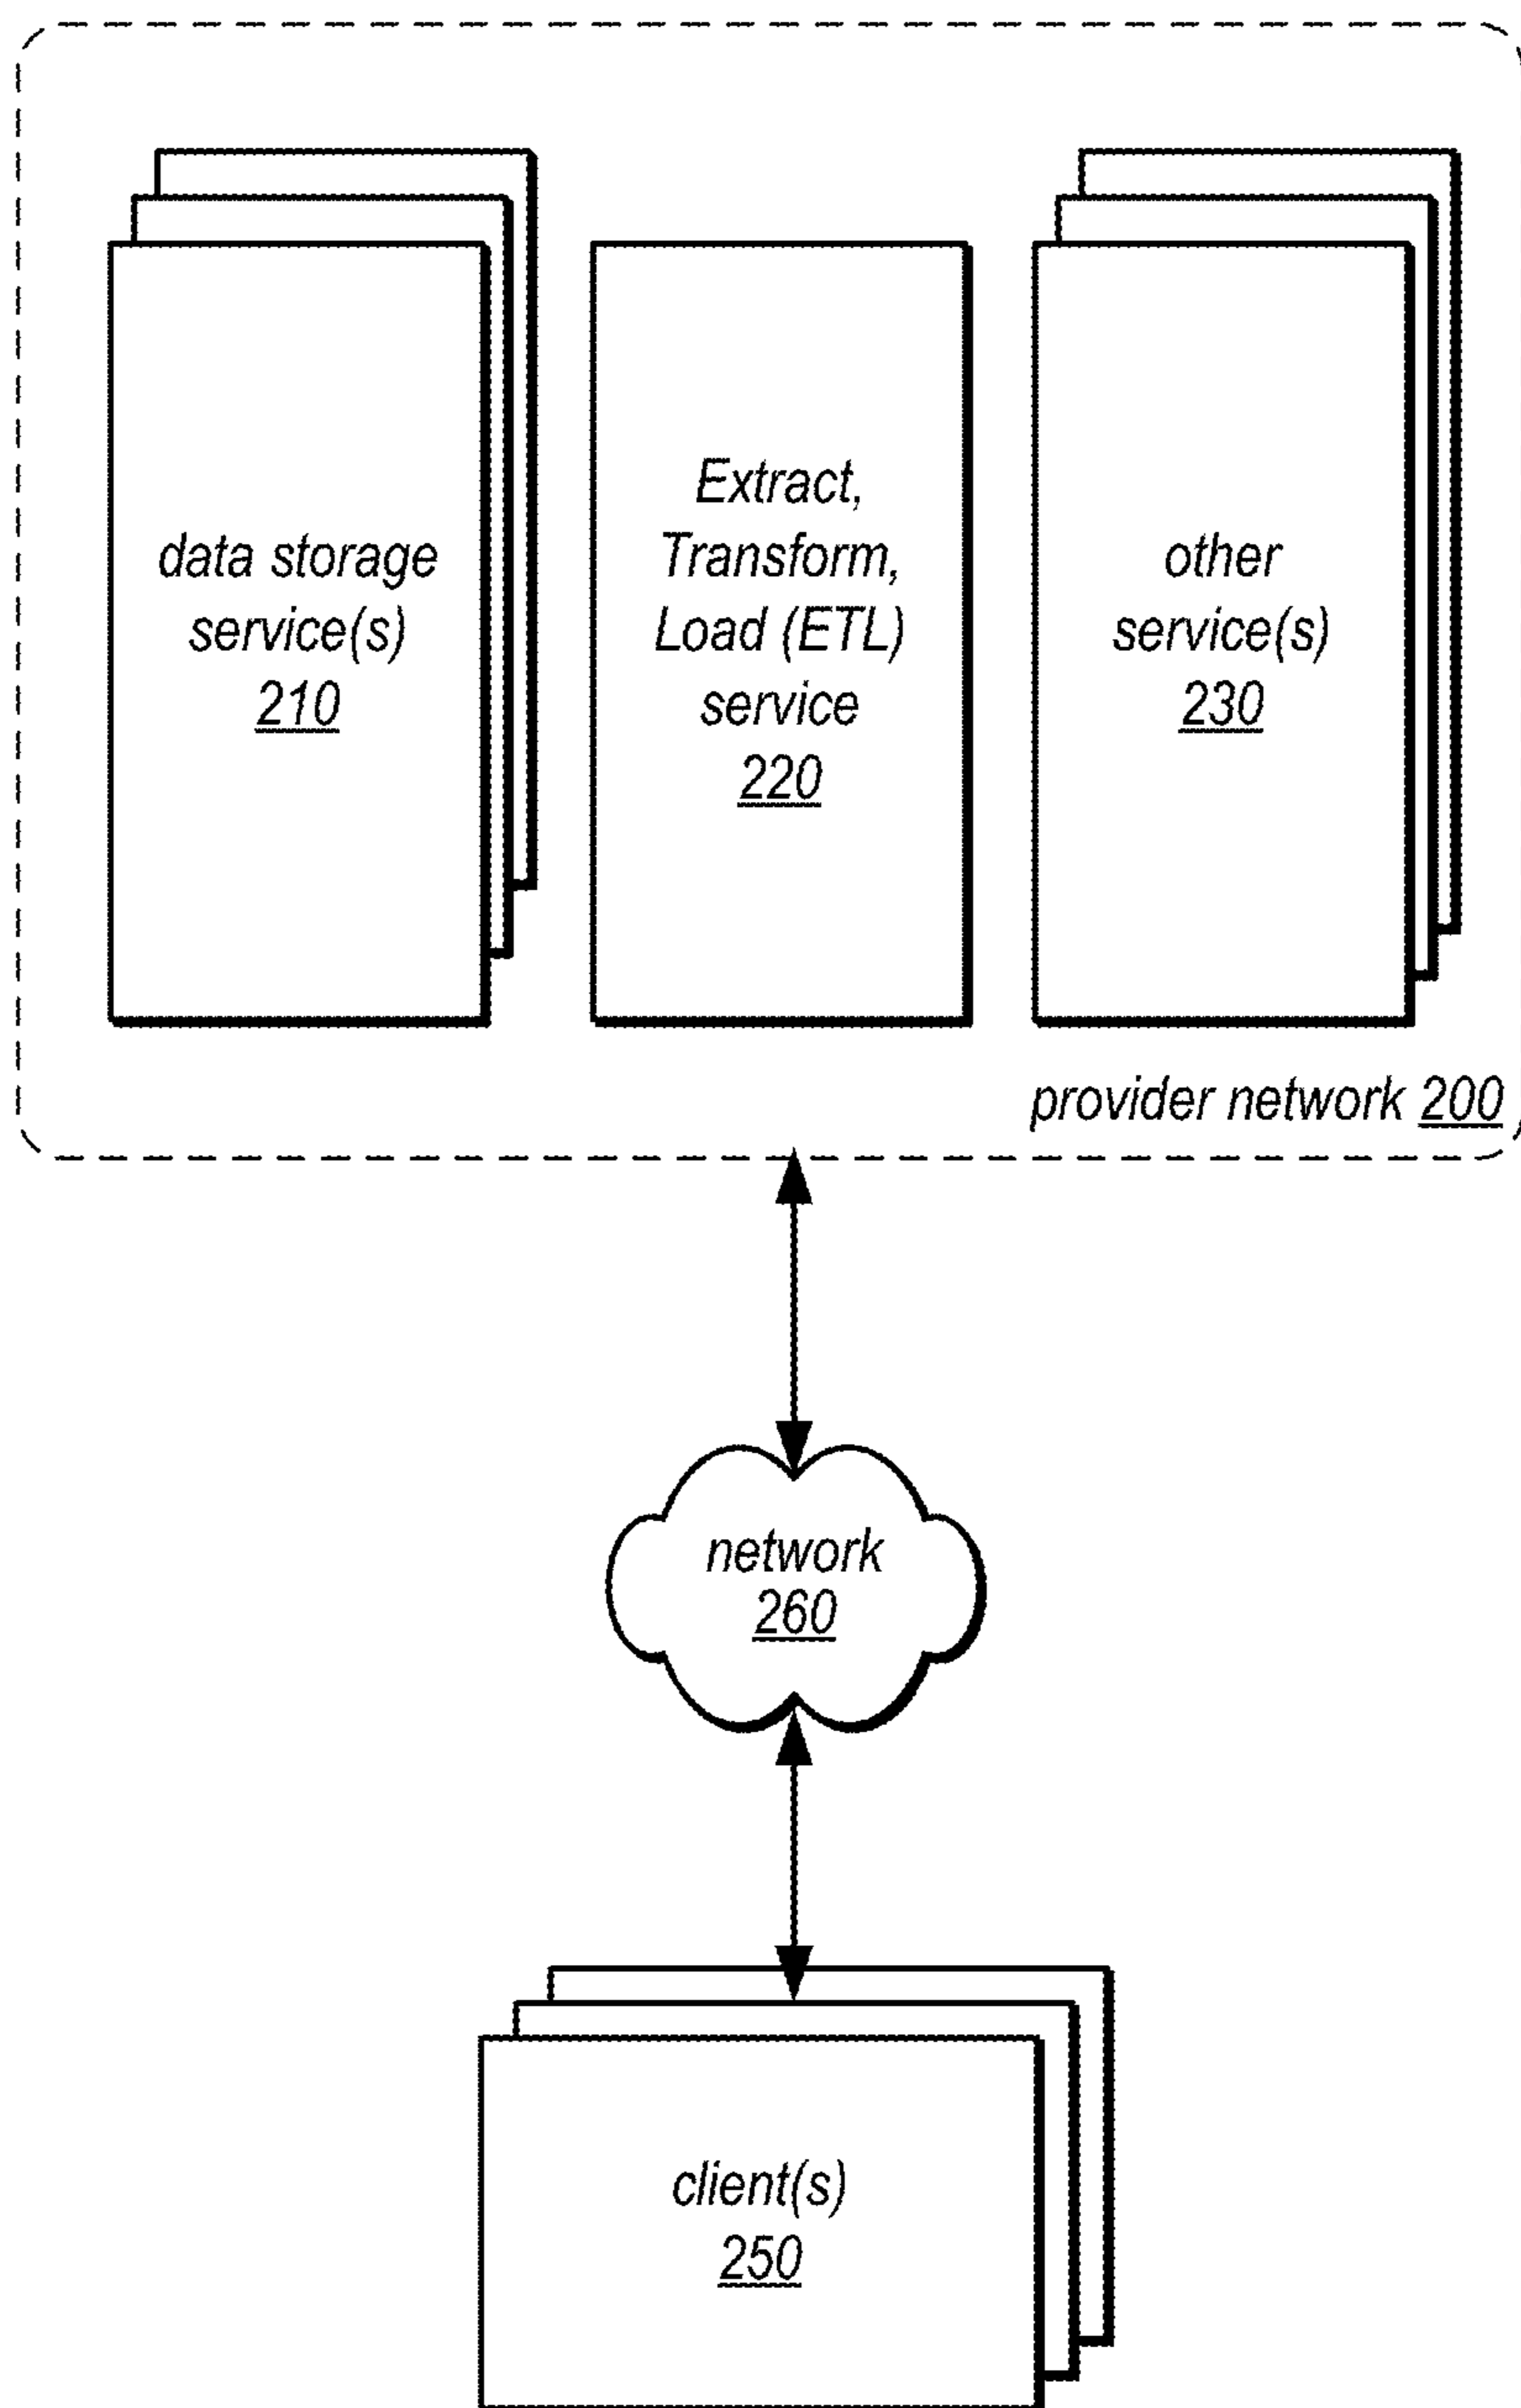 data storage
service(s)
210
Extract,
Transform,
Load (ETL)
service
220
other
service(s)
230
provider network 200
network
260
client(s)
250